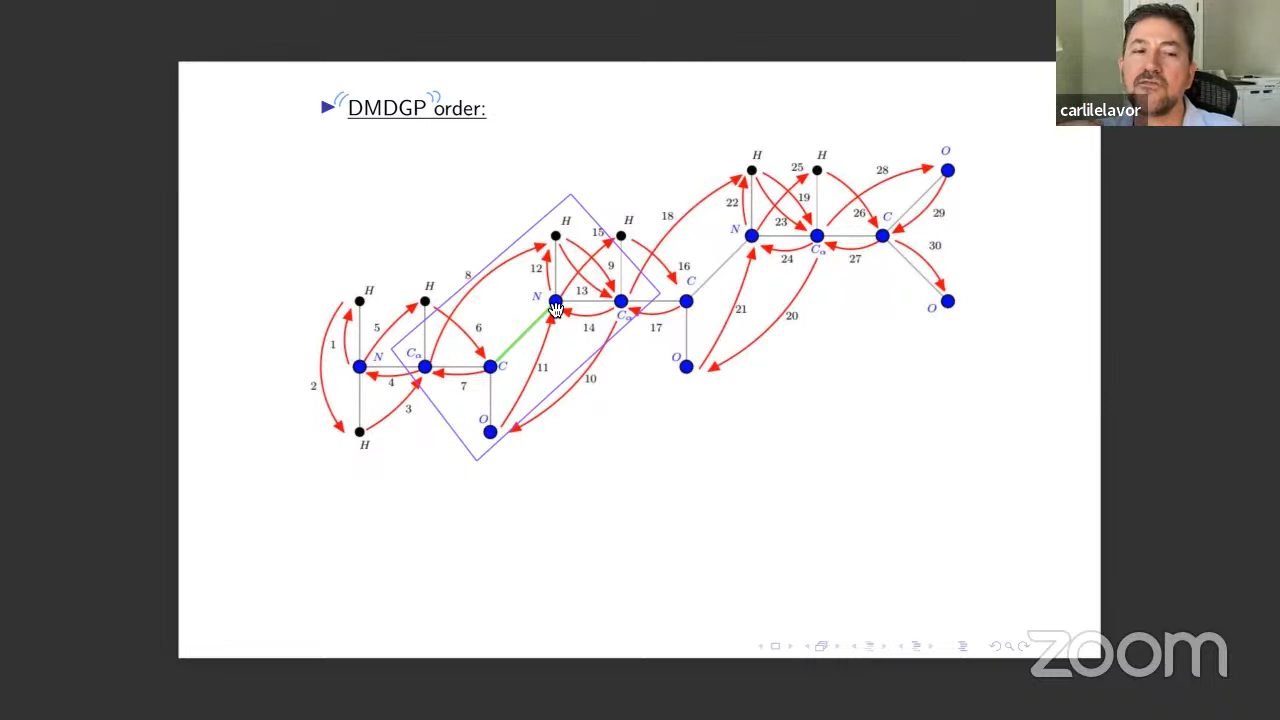 carlilelavor
DMDGP order:
O
H
H
25
28
18
22
19
23
26
C
29
N
Cα
24
27
30
O
H
H
15
8
12
9
16
C
N
13
Cα
14
17
21
20
H
H
5
6
1
N
Cα
C
2
4
7
3
11
10
O
O
H
zoom